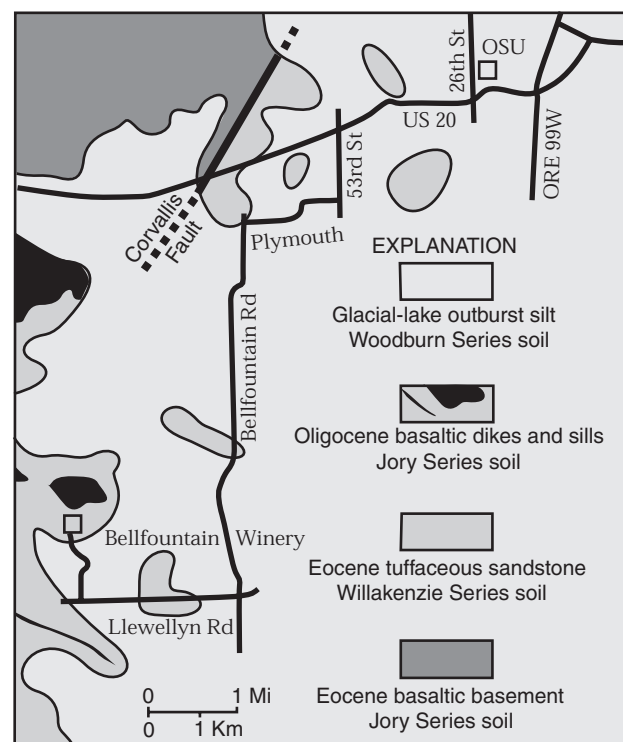 26th St
OSU
US 20
ORE 99W
53rd St
Corvallis
Fault
Plymouth
Bellfountain Rd
EXPLANATION
Glacial-lake outburst silt
Woodburn Series soil
Oligocene basaltic dikes and sills
Jory Series soil
Eocene tuffaceous sandstone
Willakenzie Series soil
Eocene basaltic basement
Jory Series soil
Bellfountain Winery
Llewellyn Rd
0 1 Mi
0 1 Km